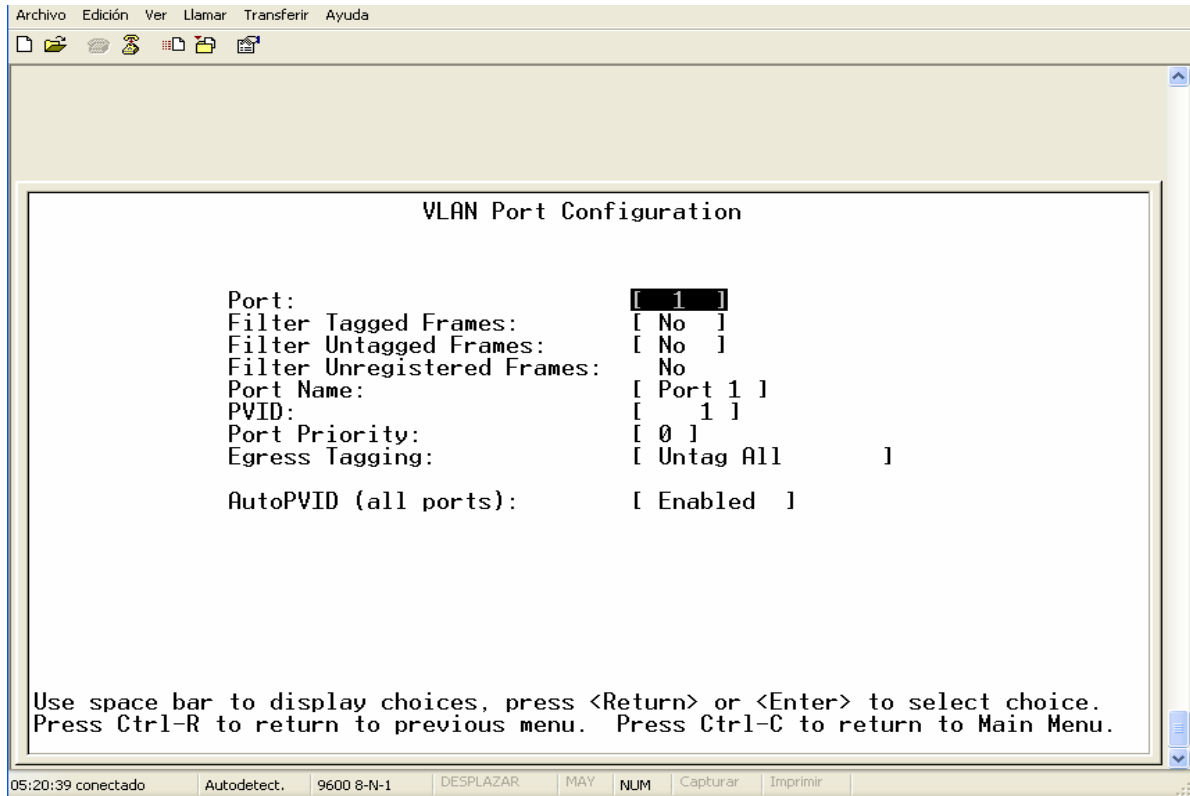 Archivo Edición Ver Llamar Transferir Ayuda
VLAN Port Configuration
Port: [ 1 ]
Filter Tagged Frames: [ No ]
Filter Untagged Frames: [ No ]
Filter Unregistered Frames: No
Port Name: [ Port 1 ]
PVID: [ 1 ]
Port Priority: [ 0 ]
Egress Tagging: [ Untag All ]
AutoPVID (all ports): [ Enabled ]
Use space bar to display choices, press <Return> or <Enter> to select choice.
Press Ctrl-R to return to previous menu. Press Ctrl-C to return to Main Menu.
05:20:39 conectado Autodetect. 9600 8-N-1 DESPLAZAR MAY NUM Capturar Imprimir